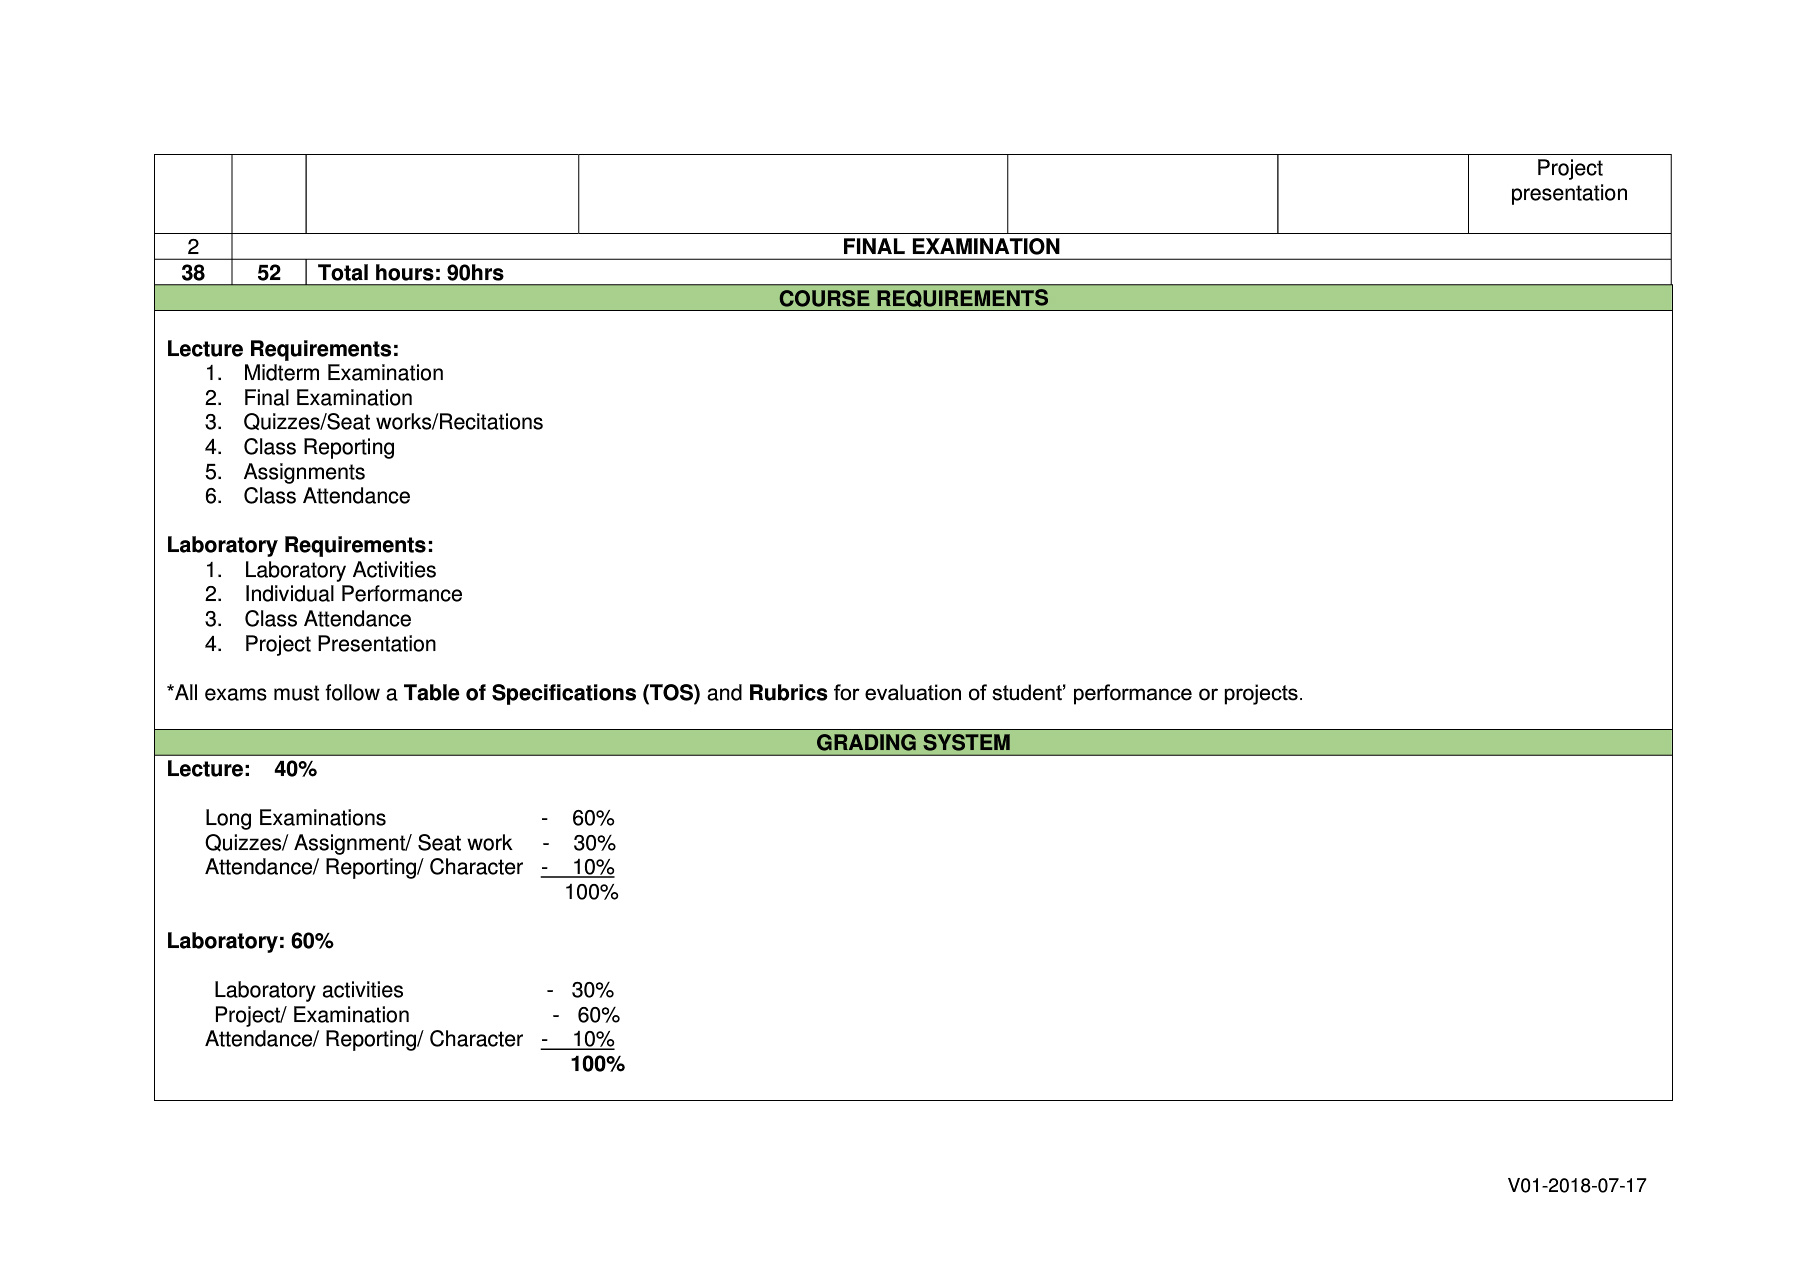 Project
presentation
2 FINAL EXAMINATION
38 52 Total hours: 90hrs
COURSE REQUIREMENTS
Lecture Requirements:
1. Midterm Examination
2. Final Examination
3. Quizzes/Seat works/Recitations
4. Class Reporting
5. Assignments
6. Class Attendance
Laboratory Requirements:
1. Laboratory Activities
2. Individual Performance
3. Class Attendance
4. Project Presentation
*All exams must follow a Table of Specifications (TOS) and Rubrics for evaluation of student’ performance or projects.
GRADING SYSTEM
Lecture: 40%
Long Examinations - 60%
Quizzes/ Assignment/ Seat work - 30%
Attendance/ Reporting/ Character - 10%
100%
Laboratory: 60%
Laboratory activities - 30%
Project/ Examination - 60%
Attendance/ Reporting/ Character - 10%
100%
V01-2018-07-17